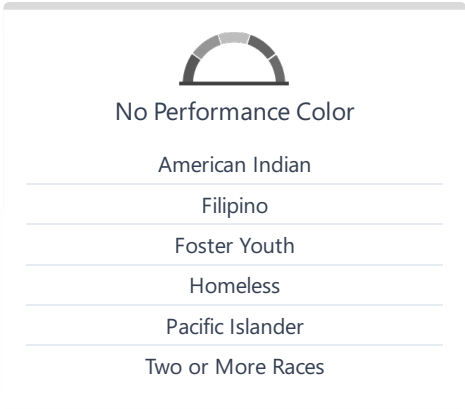 No Performance Color
American Indian
Filipino
Foster Youth
Homeless
Pacific Islander
Two or More Races